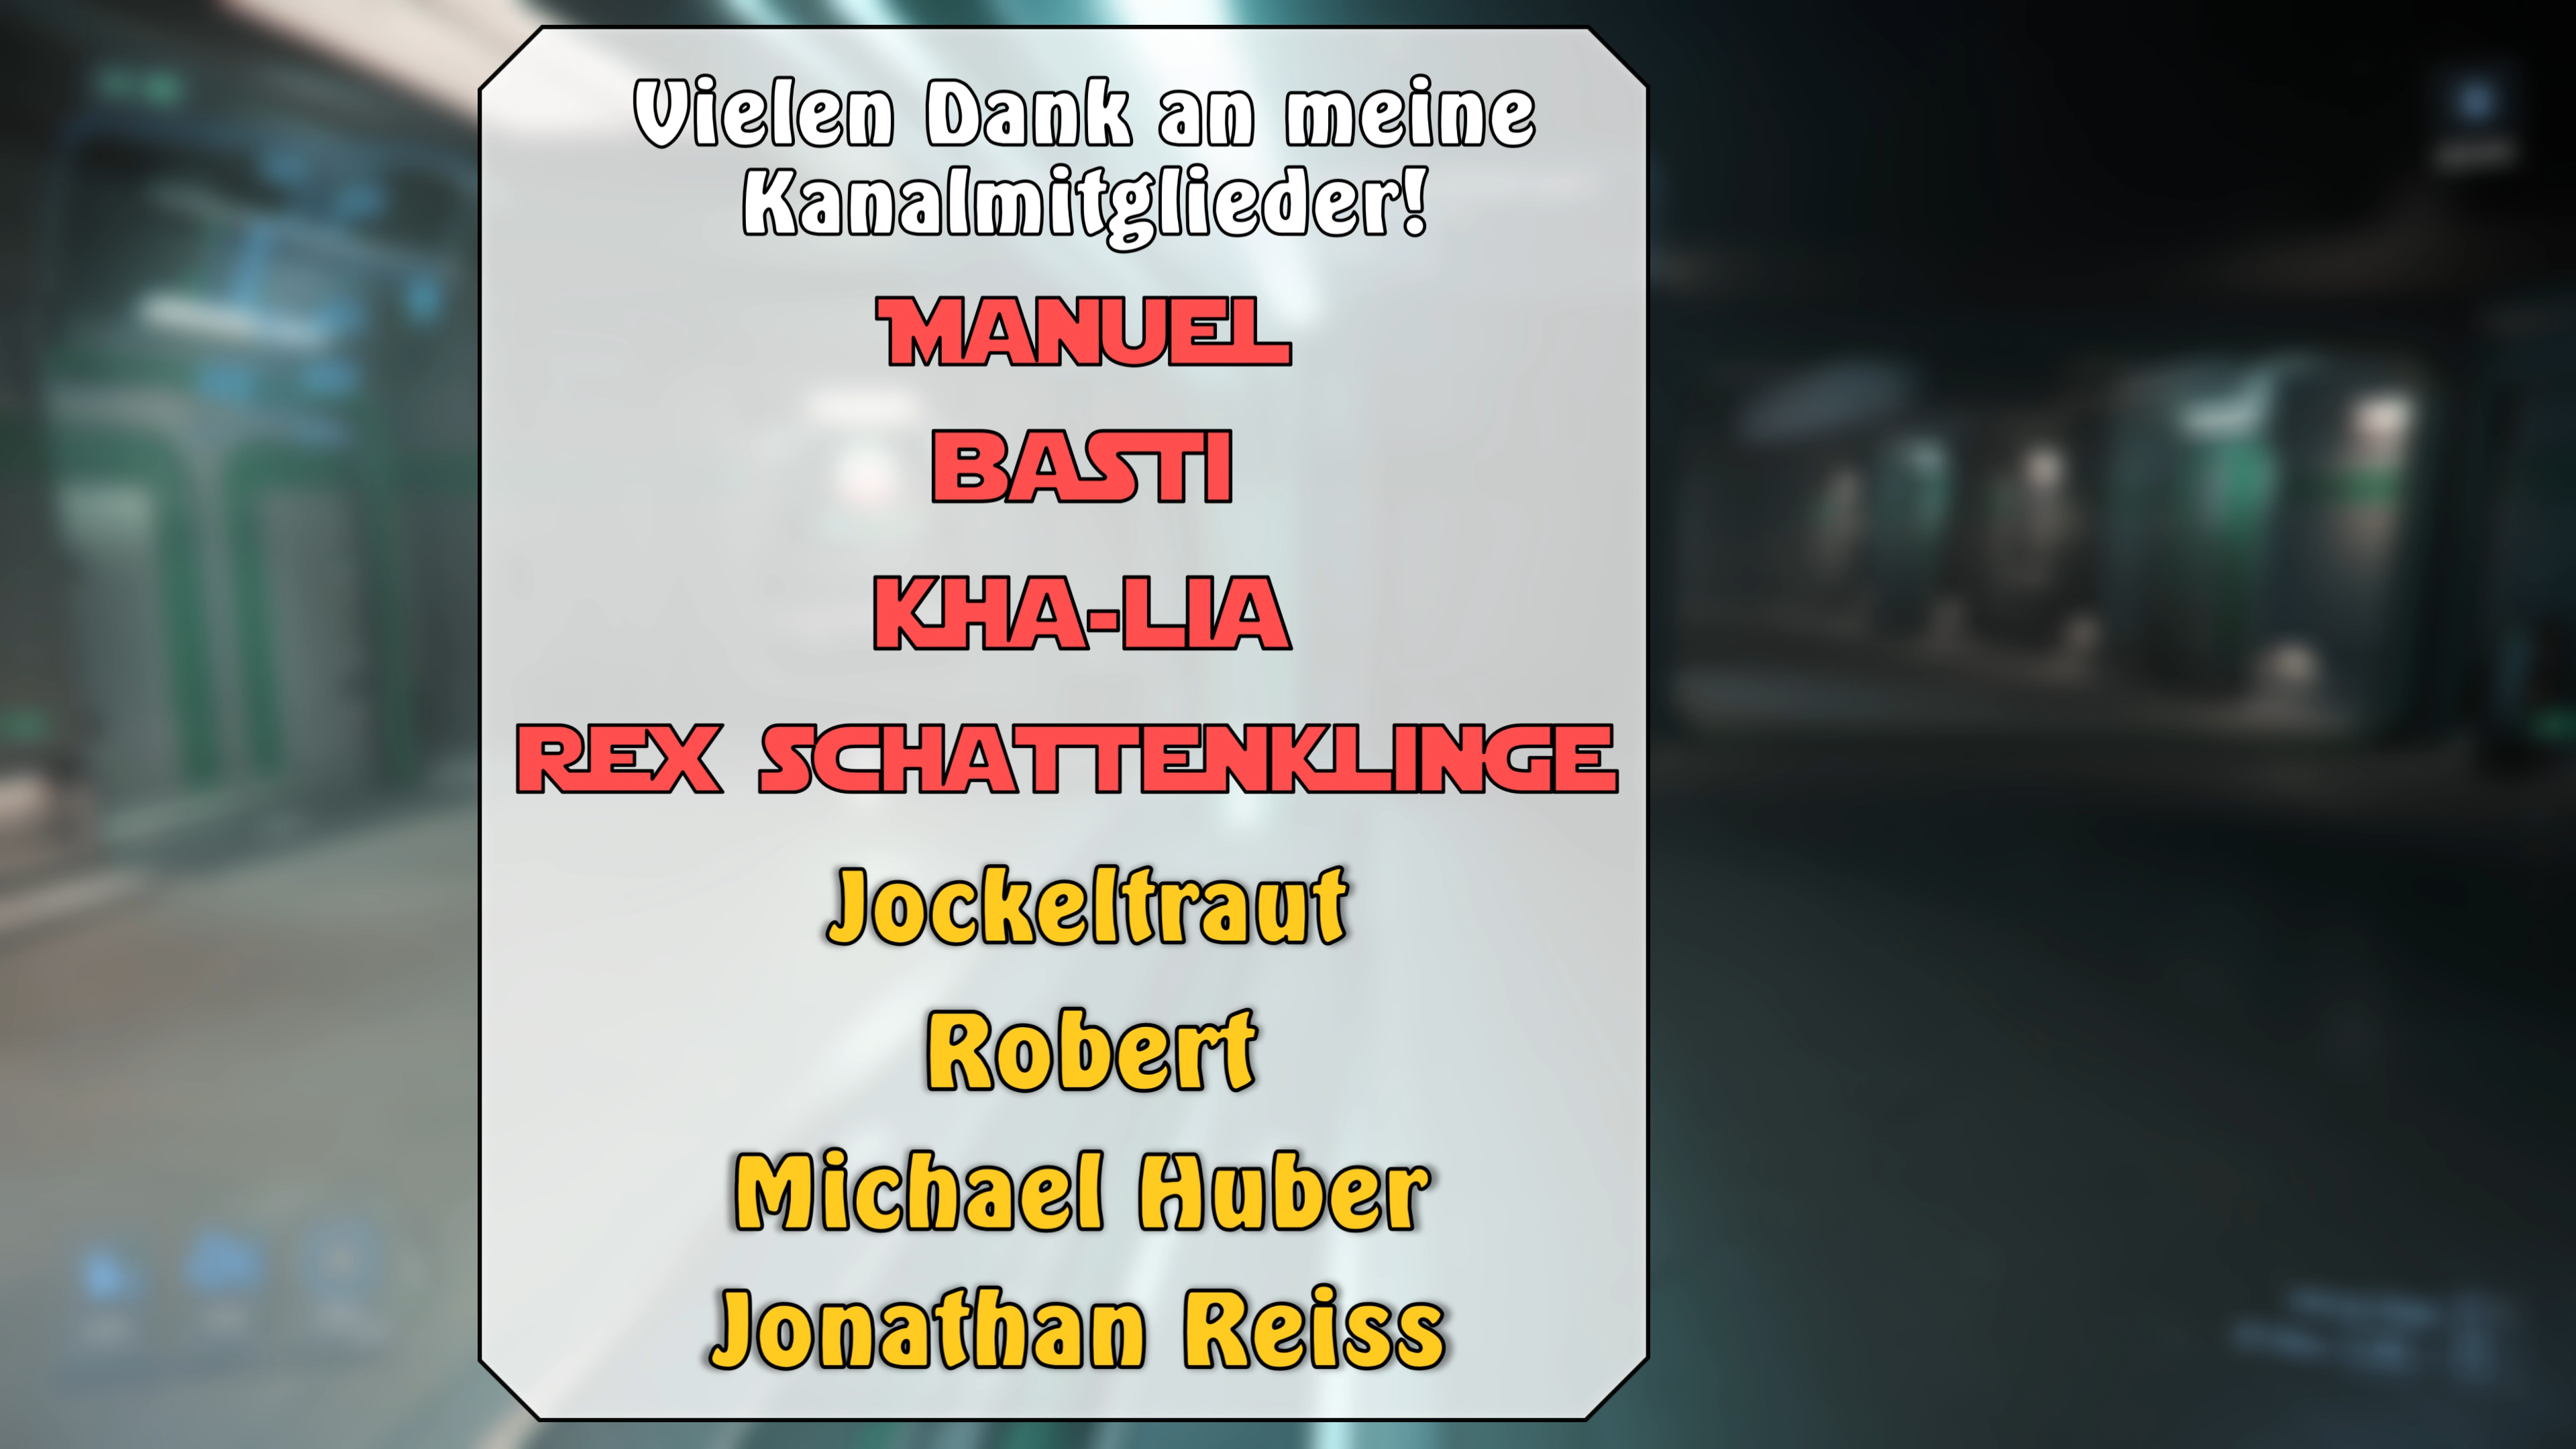 Vielen Dank an meine
Kanalmitglieder!
MANUEL
BASTI
KHA-LIA
REX SCHATTENKLINGE
Jockeltraut
Robert
Michael Huber
Jonathan Reiss